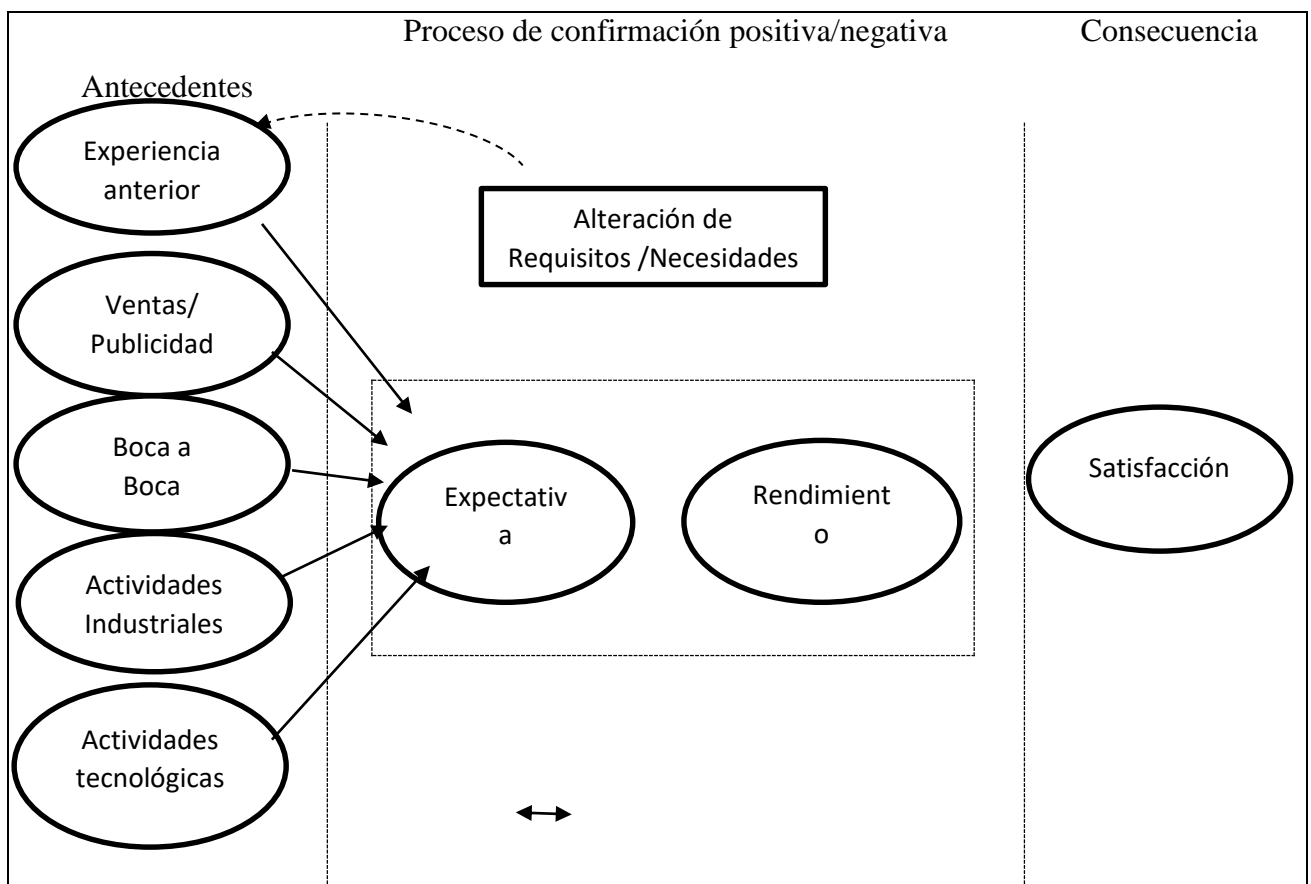 Proceso de confirmación positiva/negativa
Consecuencia
Antecedentes
Experiencia
anterior
Alteración de
Requisitos /Necesidades
Ventas/
Publicidad
Boca a
Boca
Expectativ
a
Rendimient
o
Satisfacción
Actividades
Industriales
Actividades
tecnológicas